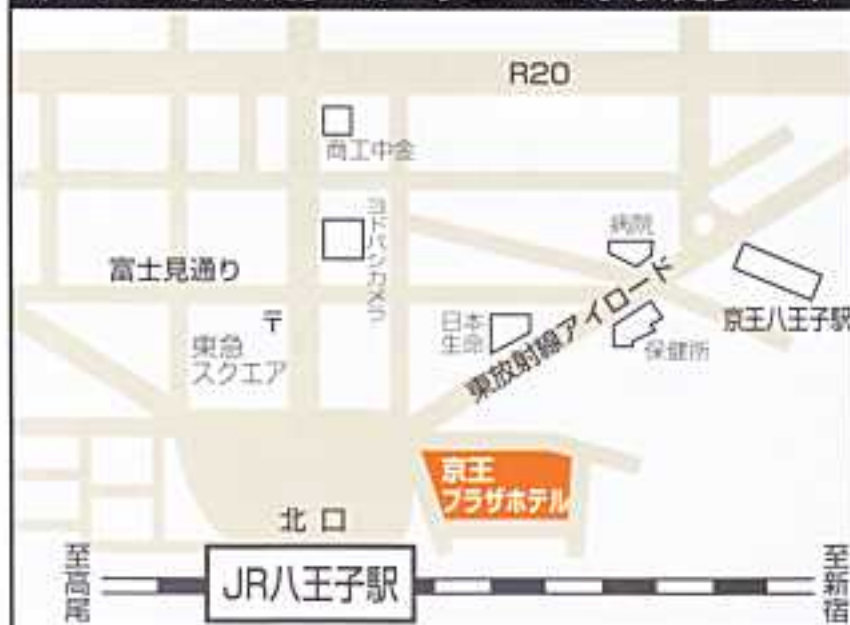 R20
商工中金
ヨドバシカメラ
病院
富士見通り
〒
東急
スクエア
日本
生命
東放射線アイロード
保健所
京王八王子駅
京王
プラザホテル
北口
至高尾
JR八王子駅
至新宿